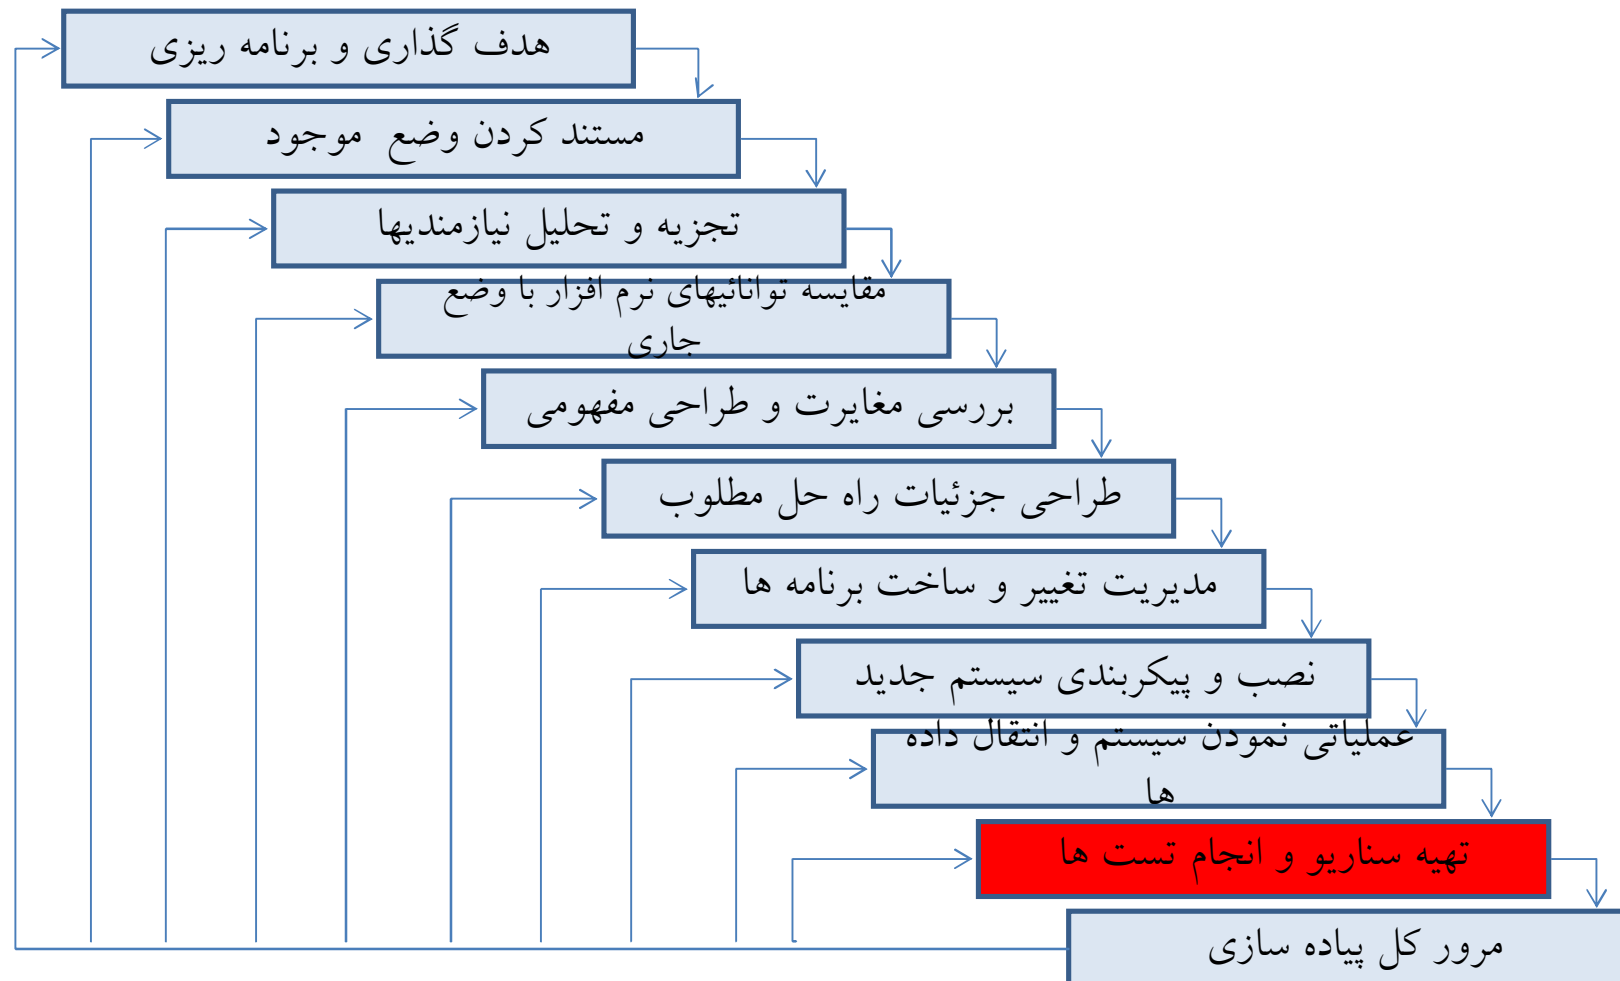 هدف گذاری و برنامه ریزی
مستند کردن وضع موجود
تجزیه و تحلیل نیازمندیها
مقایسه توانائیهای نرم افزار با وضع
جاری
بررسی مغایرت و طراحی مفهومی
طراحی جزئیات راه حل مطلوب
مدیریت تغییر و ساخت برنامه ها
نصب و پیکربندی سیستم جدید
عملیاتی نمودن سیستم و انتقال داده
ها
تهیه سناریو و انجام تست ها
مرور کل پیاده سازی